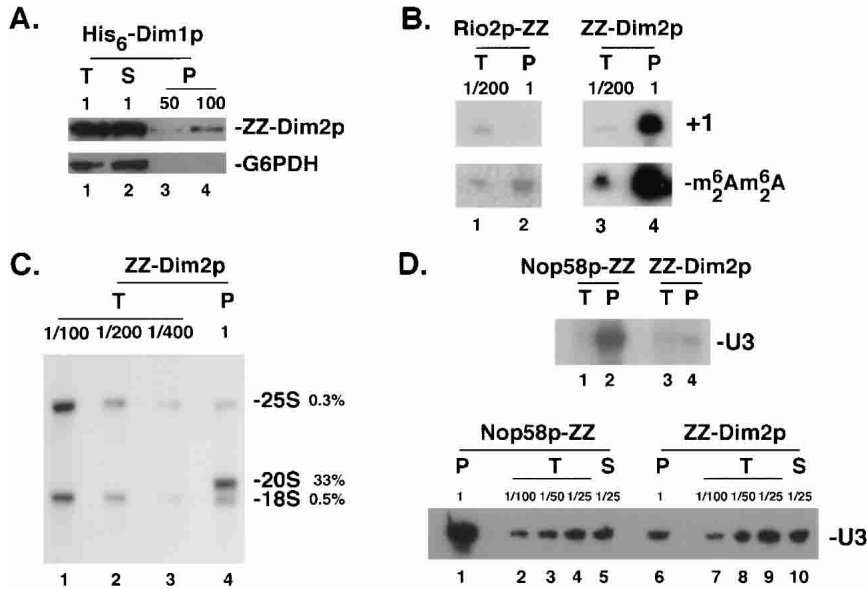 A.
His6-Dim1p
T S P
1 1 50 100
-ZZ-Dim2p
-G6PDH
1 2 3 4
B.
Rio2p-ZZ ZZ-Dim2p
T P T P
1/200 1 1/200 1
+1
-m62Am62A
1 2 3 4
C.
ZZ-Dim2p
T P
1/100 1/200 1/400 1
-25S 0.3%
-20S 33%
-18S 0.5%
1 2 3 4
D.
Nop58p-ZZ ZZ-Dim2p
T P T P
-U3
1 2 3 4
Nop58p-ZZ ZZ-Dim2p
P T S P T S
1 1/100 1/50 1/25 1/25 1 1/100 1/50 1/25 1/25
-U3
1 2 3 4 5 6 7 8 9 10